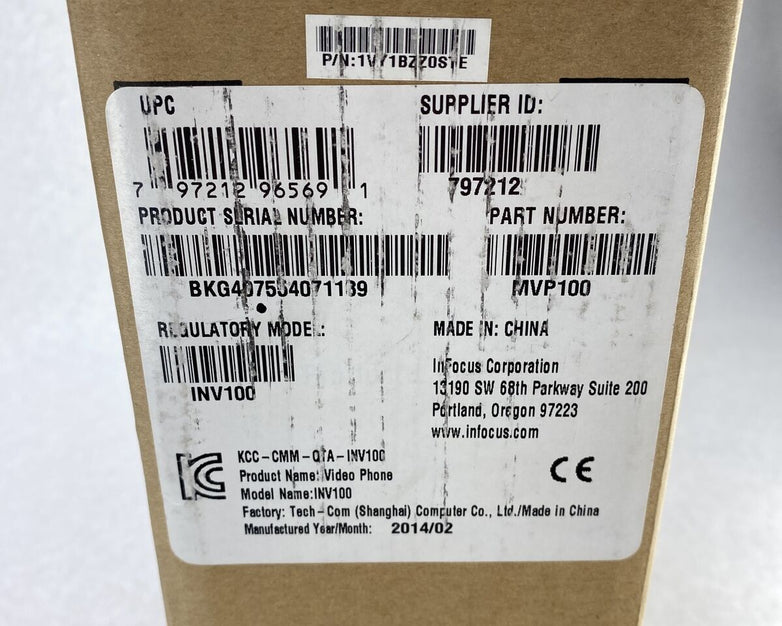 P/N:1VY1BZZ0STE
UPC
SUPPLIER ID:
7 97212 96569 1
797212
PRODUCT SERIAL NUMBER:
PART NUMBER:
MVP100
REGULATORY MODEL:
MADE IN: CHINA
INV100
InFocus Corporation
13190 SW 68th Parkway Suite 200
Portland, Oregon 97223
www.infocus.com
KCC-CMM-QTA-INV100
Product Name: Video Phone
Model Name:INV100
Factory: Tech-Com (Shanghai) Computer Co., Ltd./Made in China
Manufactured Year/Month: 2014/02
CE